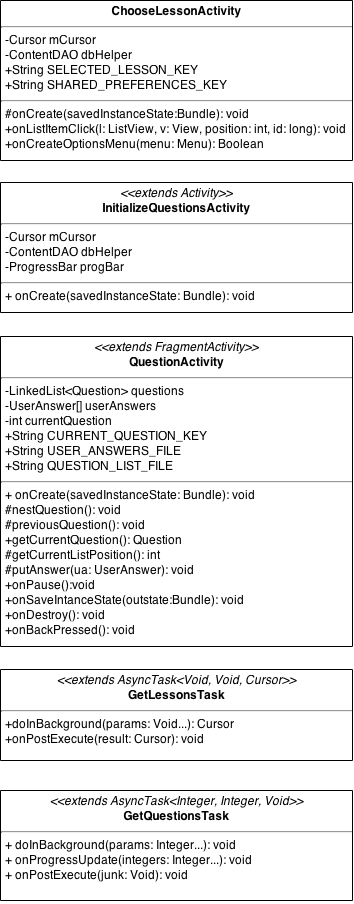 ChooseLessonActivity
-Cursor mCursor
-ContentDAO dbHelper
+String SELECTED_LESSON_KEY
+String SHARED_PREFERENCES_KEY
#onCreate(savedInstanceState:Bundle): void
+onListItemClick(l: ListView, v: View, position: int, id: long): void
+onCreateOptionsMenu(menu: Menu): Boolean
<<extends Activity>>
InitializeQuestionsActivity
-Cursor mCursor
-ContentDAO dbHelper
-ProgressBar progBar
+ onCreate(savedInstanceState: Bundle): void
<<extends FragmentActivity>>
QuestionActivity
-LinkedList<Question> questions
-UserAnswer[] userAnswers
-int currentQuestion
+String CURRENT_QUESTION_KEY
+String USER_ANSWERS_FILE
+String QUESTION_LIST_FILE
+ onCreate(savedInstanceState: Bundle): void
#nestQuestion(): void
#previousQuestion(): void
+getCurrentQuestion(): Question
#getCurrentListPosition(): int
#putAnswer(ua: UserAnswer): void
+onPause():void
+onSaveIntanceState(outstate:Bundle): void
+onDestroy(): void
+onBackPressed(): void
<<extends AsyncTask<Void, Void, Cursor>>
GetLessonsTask
+doInBackground(params: Void...): Cursor
+onPostExecute(result: Cursor): void
<<extends AsyncTask<Integer, Integer, Void>>
GetQuestionsTask
+ doInBackground(params: Integer...): void
+ onProgressUpdate(integers: Integer...): void
+ onPostExecute(junk: Void): void